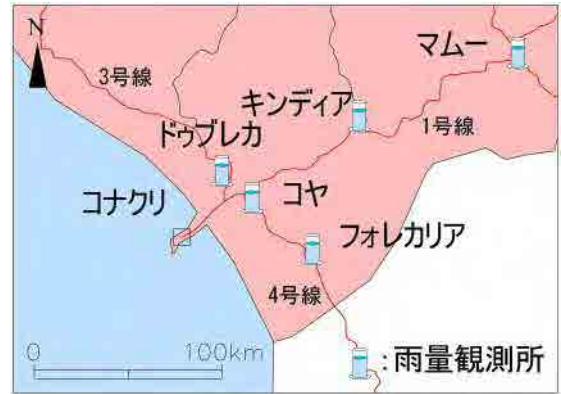 N
マムー
3号線
キンディア
1号線
ドゥブレカ
コナクリ
コヤ
フォレカリア
4号線
0
100km
:雨量観測所